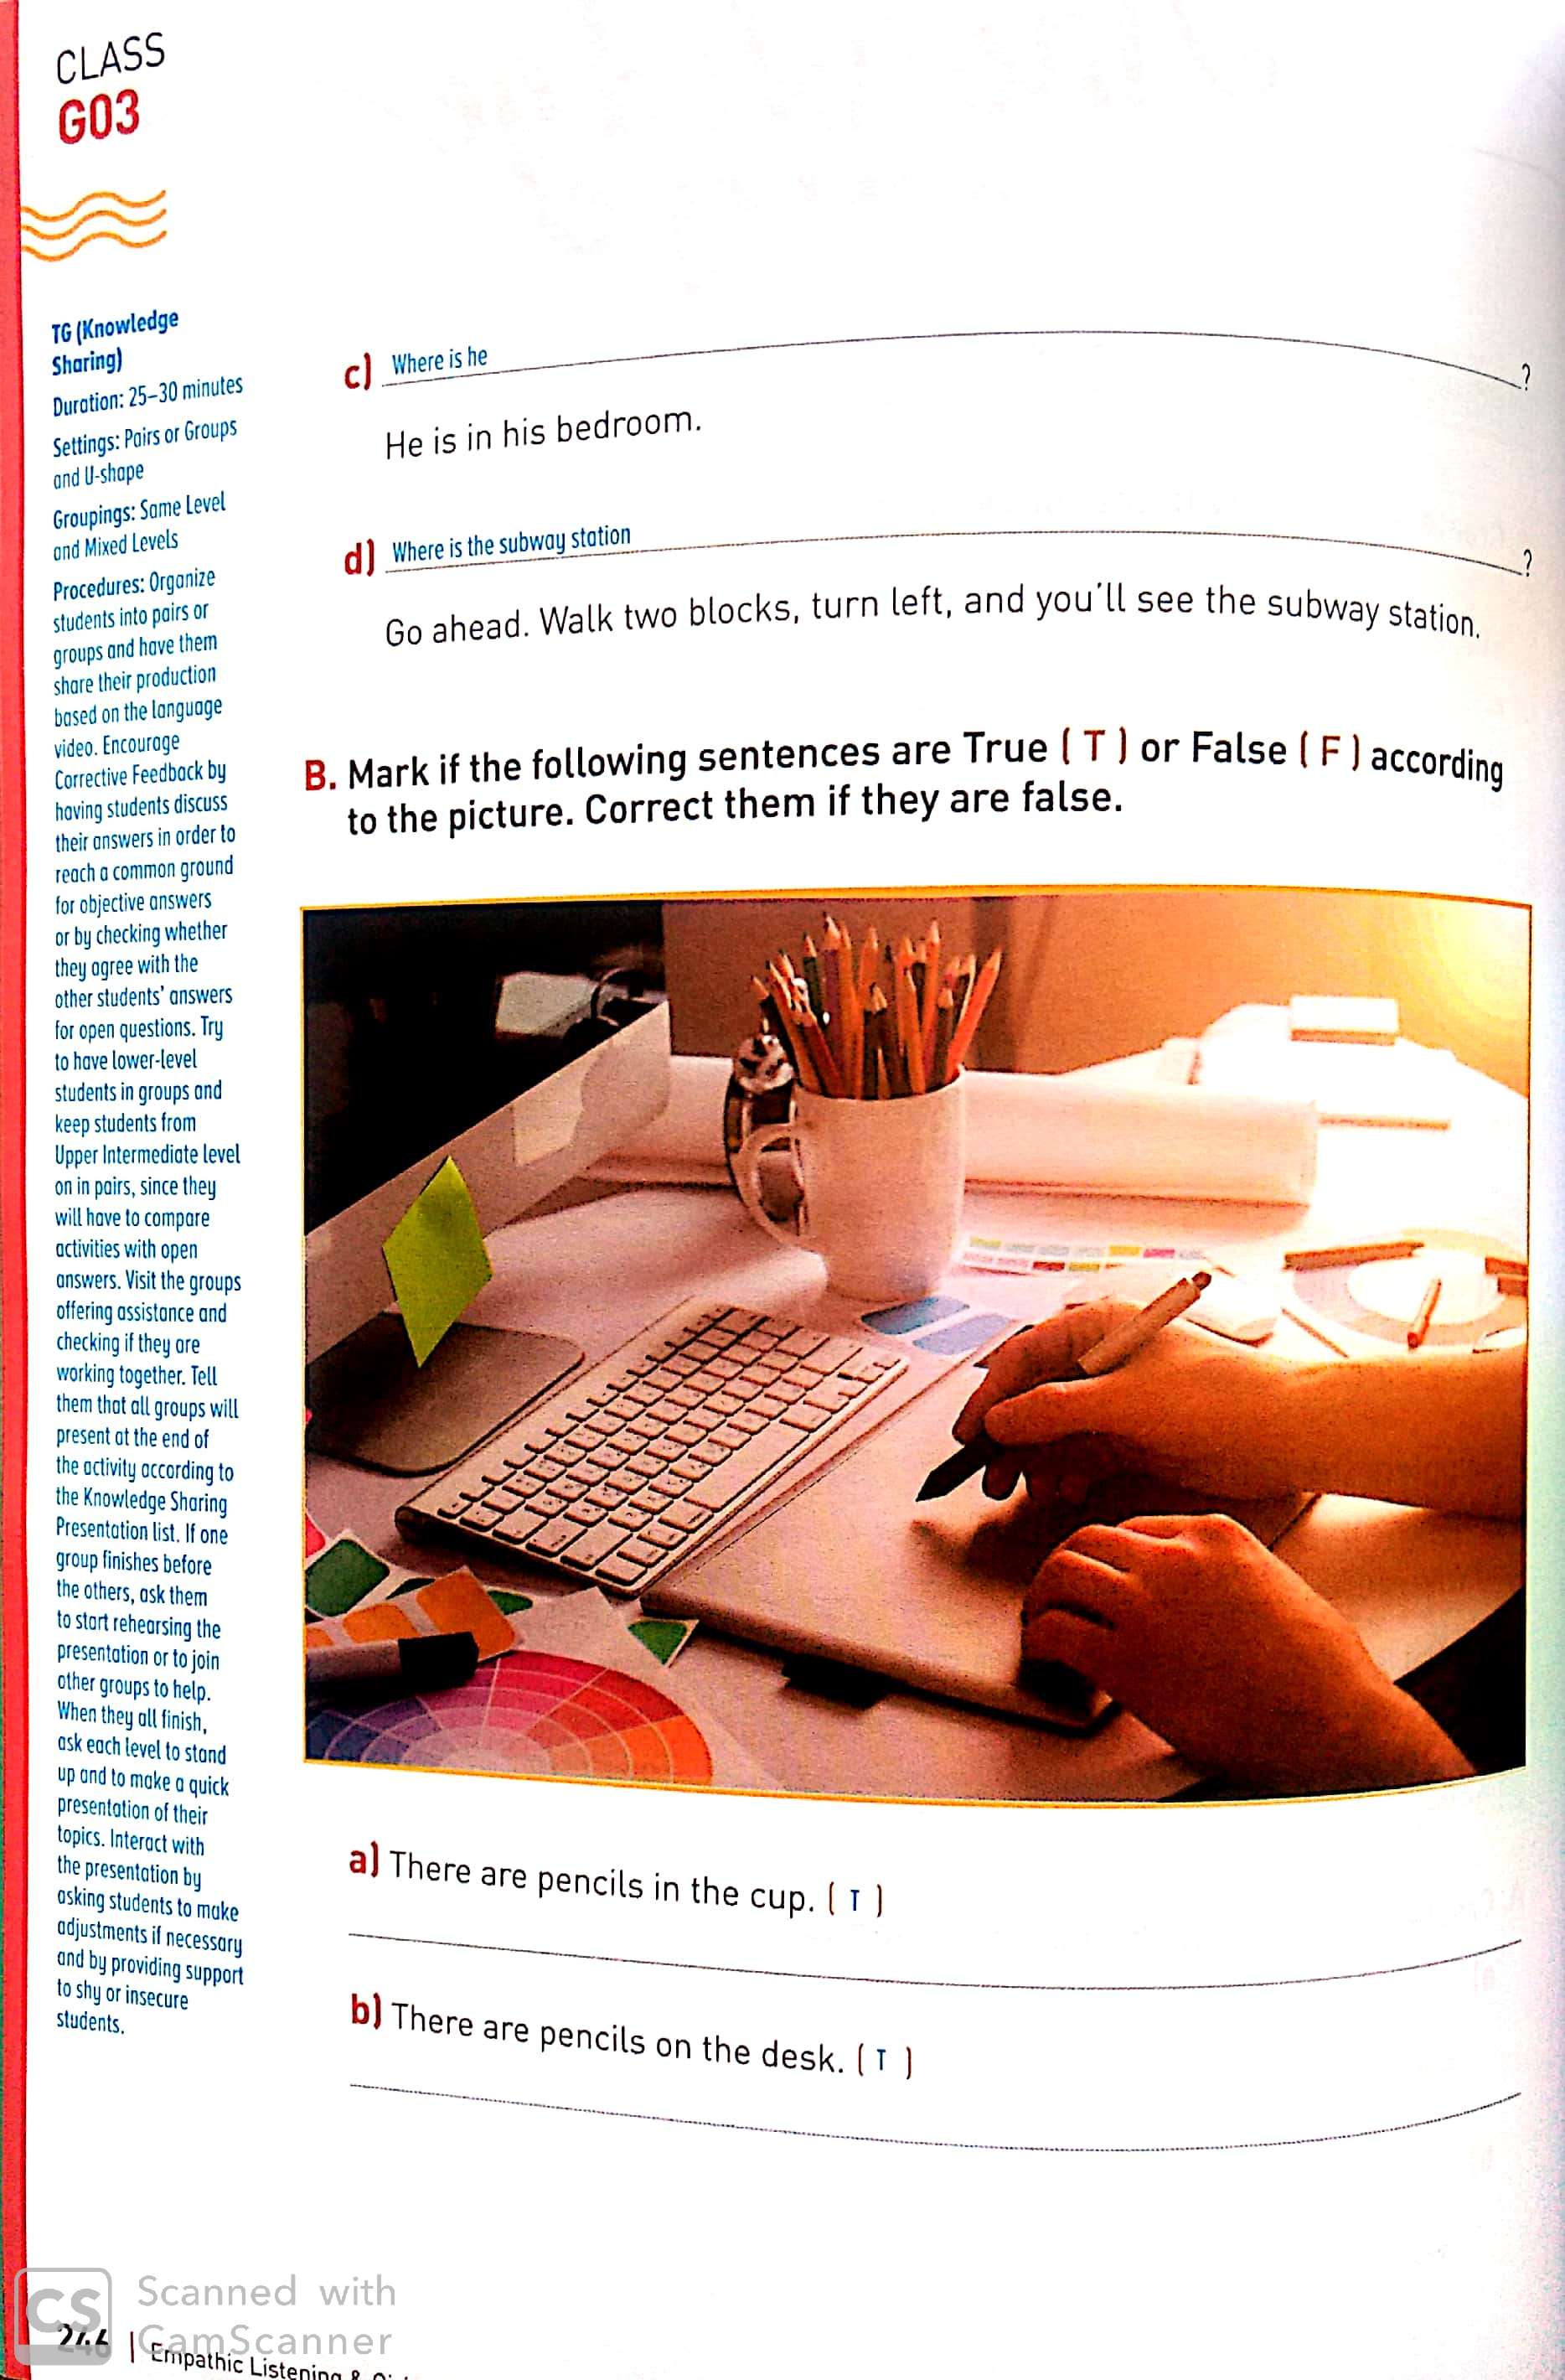 CLASS
G03
TG (Knowledge
Sharing)
Duration: 25–30 minutes
Settings: Pairs or Groups
and U-shape
Groupings: Same Level
and Mixed Levels
Procedures: Organize
students into pairs or
groups and have them
share their production
based on the language
video. Encourage
Corrective Feedback by
having students discuss
their answers in order to
reach a common ground
for objective answers
or by checking whether
they agree with the
other students' answers
for open questions. Try
to have lower-level
students in groups and
keep students from
Upper Intermediate level
on in pairs, since they
will have to compare
activities with open
answers. Visit the groups
offering assistance and
checking if they are
working together. Tell
them that all groups will
present at the end of
the activity according to
the Knowledge Sharing
Presentation list. If one
group finishes before
the others, ask them
to start rehearsing the
presentation or to join
other groups to help.
When they all finish,
ask each level to stand
up and to make a quick
presentation of their
topics. Interact with
the presentation by
asking students to make
adjustments if necessary
and by providing support
to shy or insecure
students.
c) Where is he ?
He is in his bedroom.
d) Where is the subway station ?
Go ahead. Walk two blocks, turn left, and you'll see the subway station.
B. Mark if the following sentences are True ( T ) or False ( F ) according
to the picture. Correct them if they are false.
a) There are pencils in the cup. ( T )
b) There are pencils on the desk. ( T )
CS Scanned with
CamScanner
246 | Empathic Listening &